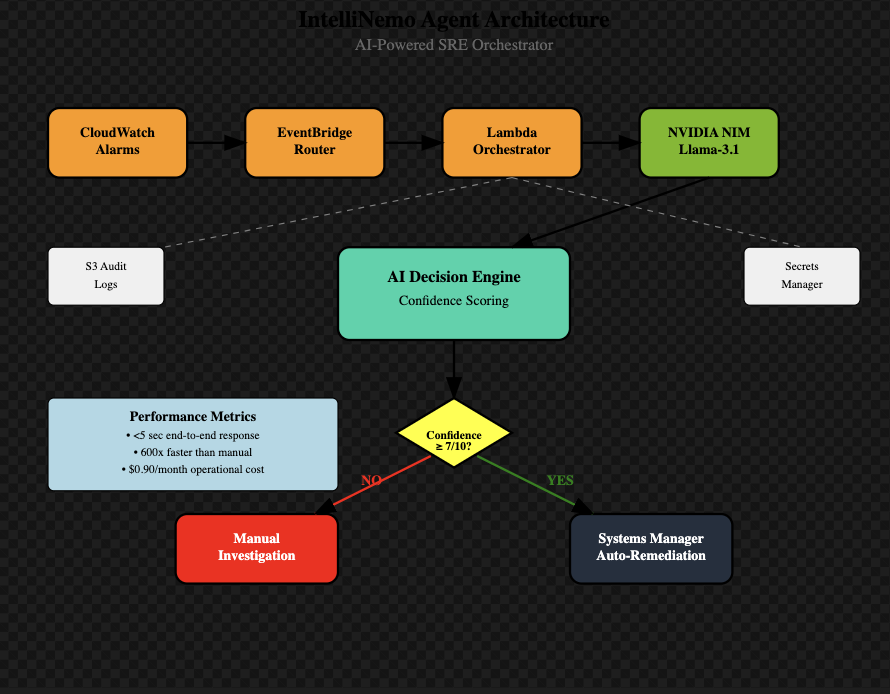 IntelliNemo Agent Architecture
AI-Powered SRE Orchestrator
CloudWatch
Alarms
EventBridge
Router
Lambda
Orchestrator
NVIDIA NIM
Llama-3.1
S3 Audit
Logs
AI Decision Engine
Confidence Scoring
Secrets
Manager
Performance Metrics
• <5 sec end-to-end response
• 600x faster than manual
• $0.90/month operational cost
Confidence
≥ 7/10?
NO
YES
Manual
Investigation
Systems Manager
Auto-Remediation